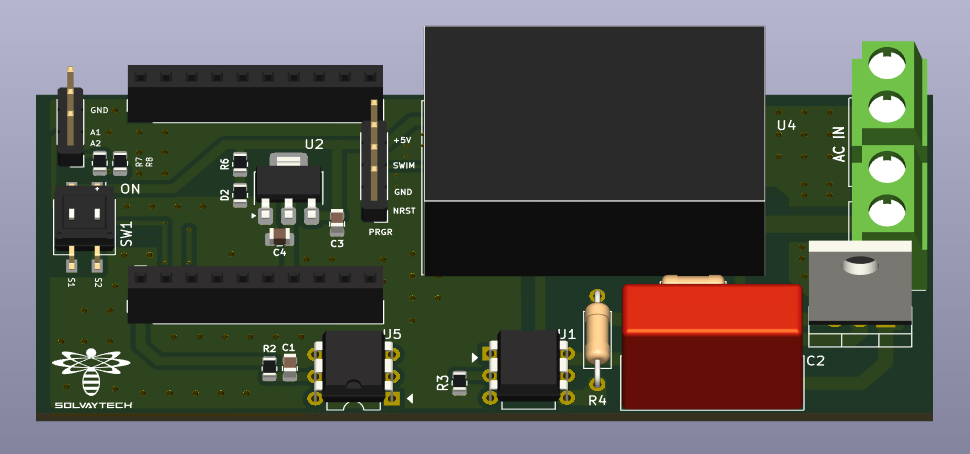 GND
A1
A2
R7
R8
ON
SW1
S1
S2
R6
D2
U2
C3
C4
+5V
SWIM
GND
NRST
PRGR
U4
AC IN
R2
C1
U5
R3
U1
R4
C2
SOLVAYTECH